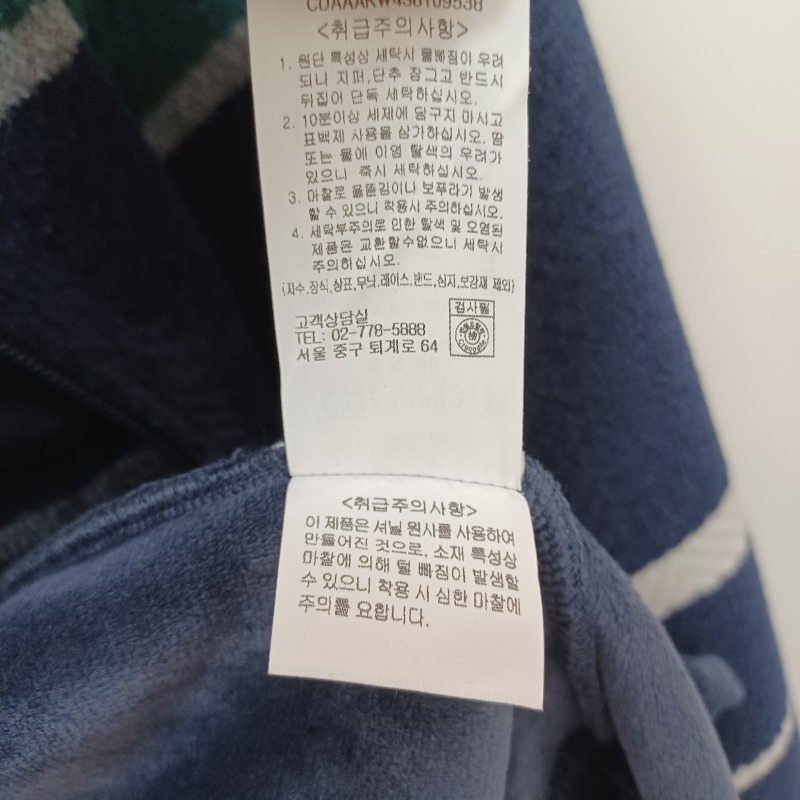 CDAAAKW436109538
<취급주의사항>
1. 원단 특성상 세탁시 물빠짐이 우려
되니 지퍼,단추 장그고 반드시
뒤집어 단독 세탁하십시오.
2. 10분이상 세제에 담구지 마시고
표백제 사용을 삼가하십시오. 땀
또는 물에 이염 탈색의 우려가
있으니 즉시 세탁하십시오.
3. 마찰로 올뜯김이나 보푸라기 발생
할 수 있으니 착용시 주의하십시오.
4. 세탁부주의로 인한 탈색 및 오염된
제품은 교환할수없으니 세탁시
주의하십시오.
(자수,장식,상표,무늬,레이스,밴드,심지,보강재 제외)
고객상담실
TEL: 02-778-5888
서울 중구 퇴계로 64
검사필
Crocodile
<취급주의사항>
이 제품은 셔닐 원사를 사용하여
만들어진 것으로, 소재 특성상
마찰에 의해 털 빠짐이 발생할
수 있으니 착용 시 심한 마찰에
주의를 요합니다.